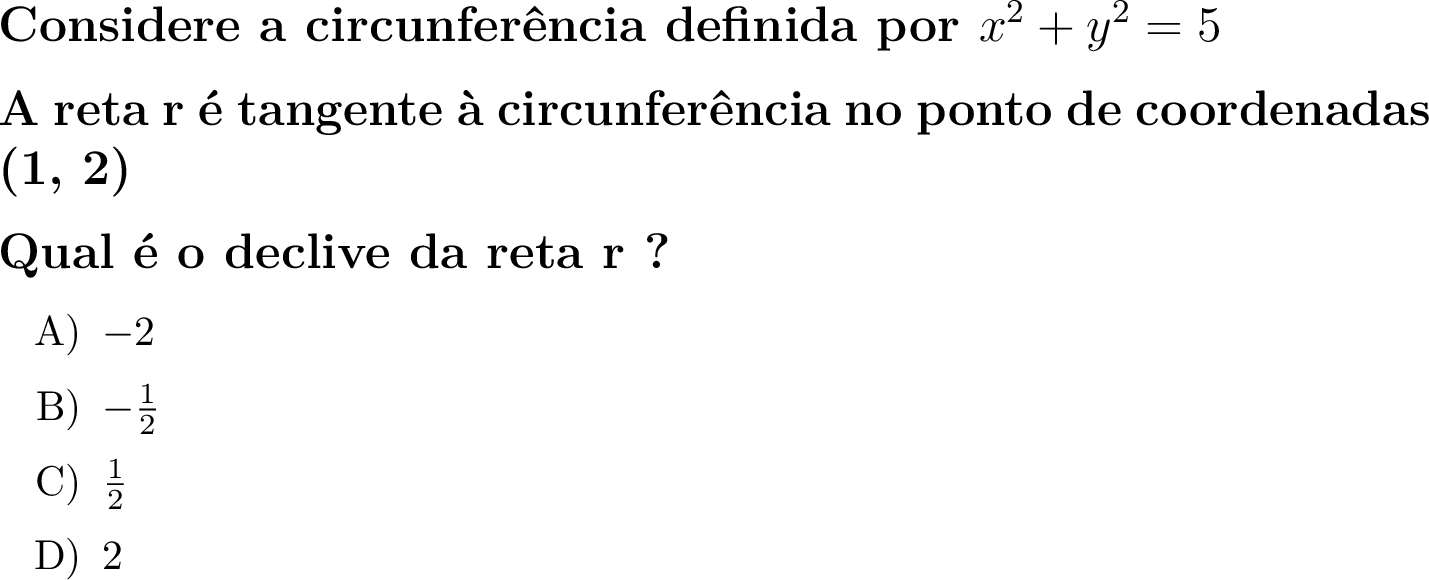 Considere a circunferência definida por $x^2 + y^2 = 5$
A reta r é tangente à circunferência no ponto de coordenadas
(1, 2)
Qual é o declive da reta r ?
A) $-2$
B) $-\frac{1}{2}$
C) $\frac{1}{2}$
D) 2